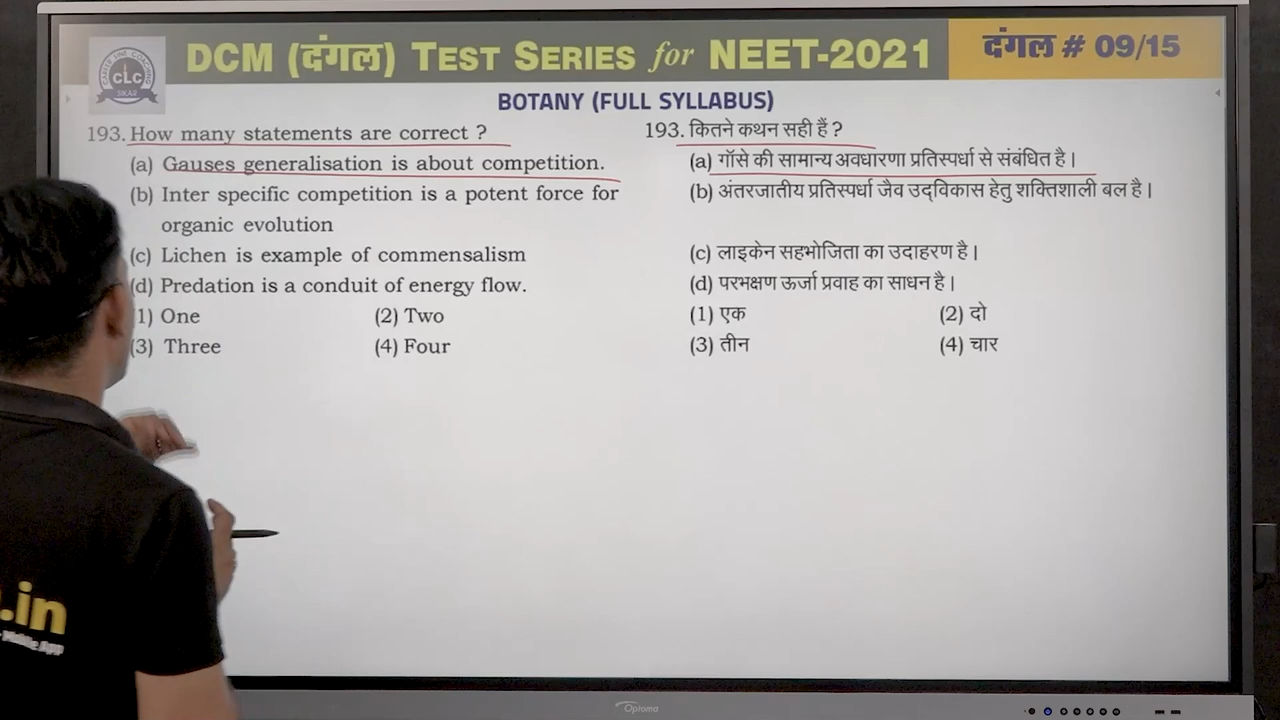 DCM (दंगल) TEST SERIES for NEET-2021
दंगल # 09/15
CLC
SIKAR
BOTANY (FULL SYLLABUS)
193. How many statements are correct ?
(a) Gauses generalisation is about competition.
(b) Inter specific competition is a potent force for
organic evolution
(c) Lichen is example of commensalism
(d) Predation is a conduit of energy flow.
1) One (2) Two
(3) Three (4) Four
193. कितने कथन सही हैं ?
(a) गॉसे की सामान्य अवधारणा प्रतिस्पर्धा से संबंधित है।
(b) अंतरजातीय प्रतिस्पर्धा जैव उद्विकास हेतु शक्तिशाली बल है।
(c) लाइकेन सहभोजिता का उदाहरण है।
(d) परभक्षण ऊर्जा प्रवाह का साधन है।
(1) एक (2) दो
(3) तीन (4) चार
.in
Mobile App
Optoma